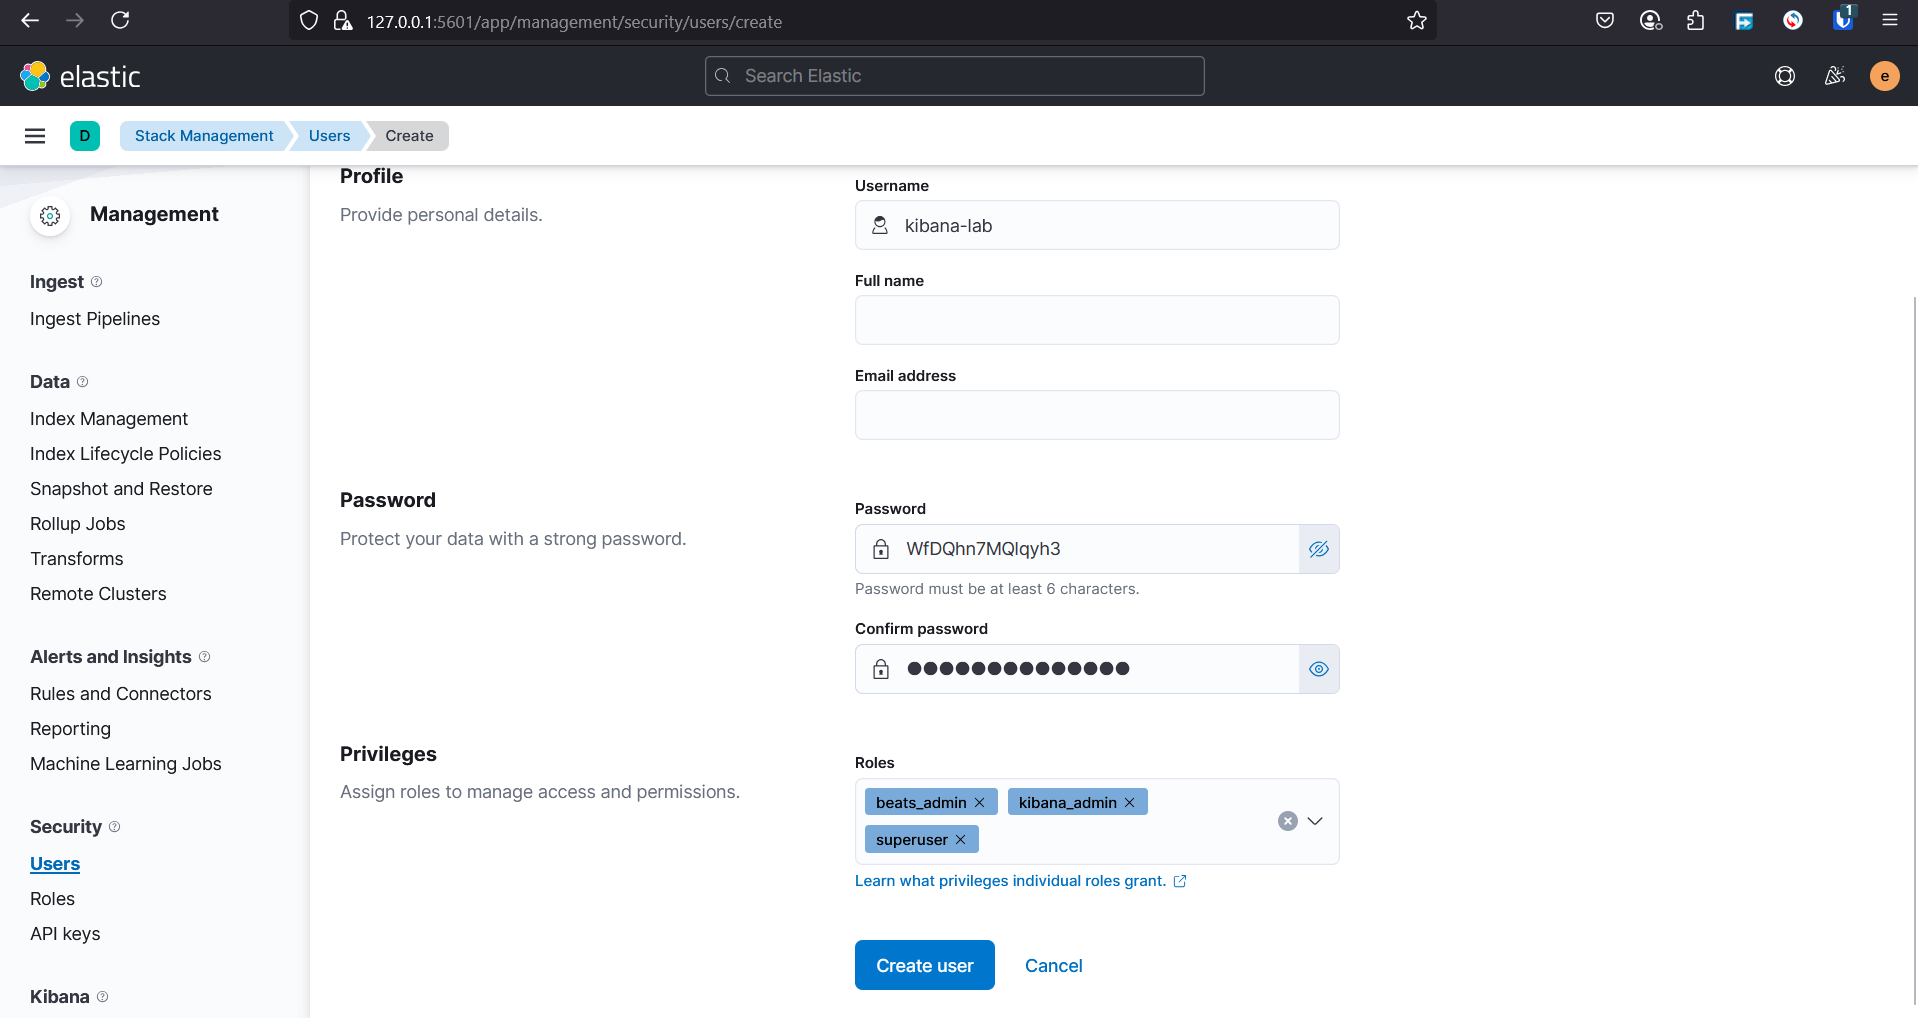 127.0.0.1:5601/app/management/security/users/create
1
elastic
Search Elastic
e
D
Stack Management
Users
Create
Management
Ingest
Ingest Pipelines
Data
Index Management
Index Lifecycle Policies
Snapshot and Restore
Rollup Jobs
Transforms
Remote Clusters
Alerts and Insights
Rules and Connectors
Reporting
Machine Learning Jobs
Security
Users
Roles
API keys
Kibana
Profile
Provide personal details.
Username
kibana-lab
Full name
Email address
Password
Protect your data with a strong password.
Password
WfDQhn7MQlqyh3
Password must be at least 6 characters.
Confirm password
●●●●●●●●●●●●●●
Privileges
Assign roles to manage access and permissions.
Roles
beats_admin
kibana_admin
superuser
Learn what privileges individual roles grant.
Create user
Cancel